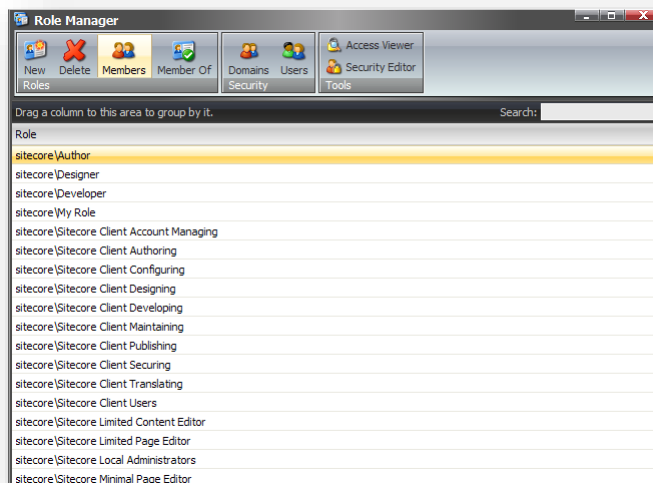 Role Manager
New Delete Members Member Of Domains Users Access Viewer
Security Editor
Roles Security Tools
Drag a column to this area to group by it. Search:
Role
sitecore\Author
sitecore\Designer
sitecore\Developer
sitecore\My Role
sitecore\Sitecore Client Account Managing
sitecore\Sitecore Client Authoring
sitecore\Sitecore Client Configuring
sitecore\Sitecore Client Designing
sitecore\Sitecore Client Developing
sitecore\Sitecore Client Maintaining
sitecore\Sitecore Client Publishing
sitecore\Sitecore Client Securing
sitecore\Sitecore Client Translating
sitecore\Sitecore Client Users
sitecore\Sitecore Limited Content Editor
sitecore\Sitecore Limited Page Editor
sitecore\Sitecore Local Administrators
sitecore\Sitecore Minimal Page Editor